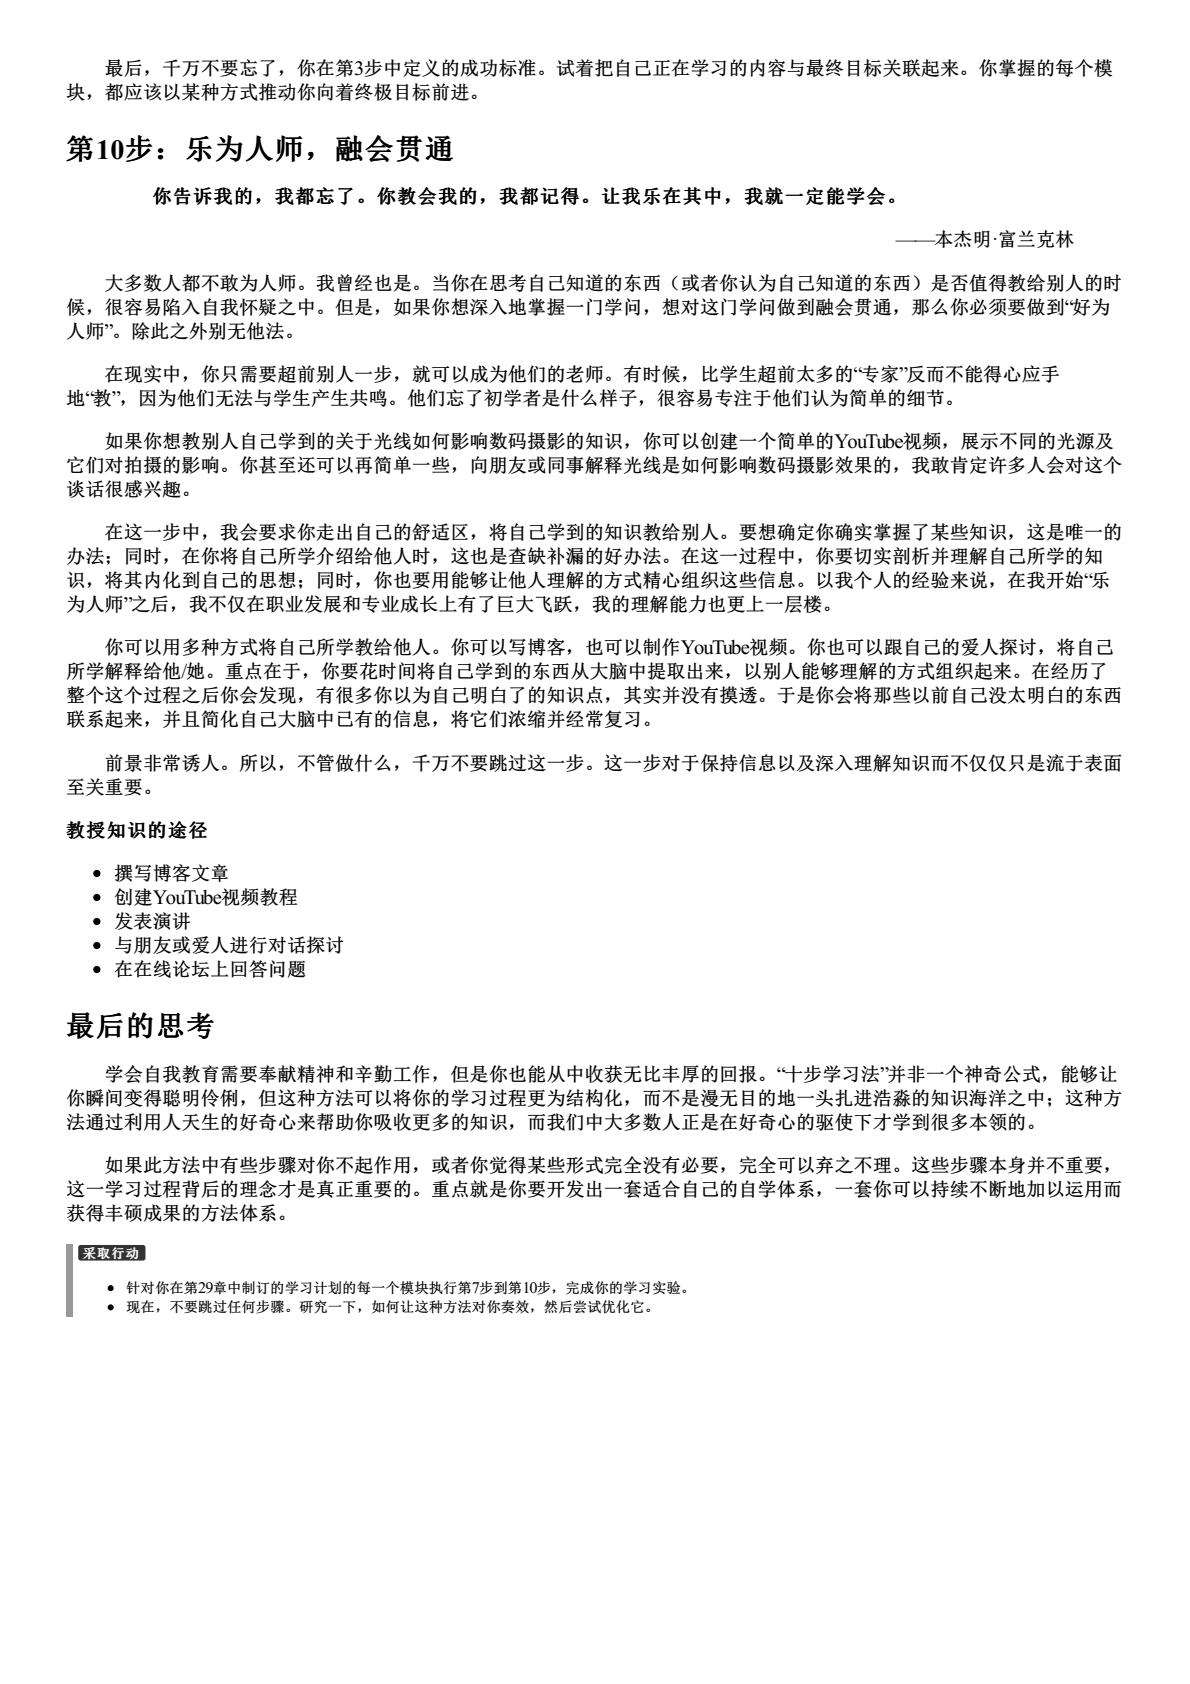 最后，千万不要忘了，你在第3步中定义的成功标准。试着把自己正在学习的内容与最终目标关联起来。你掌握的每个模
块，都应该以某种方式推动你向着终极目标前进。
第10步：乐为人师，融会贯通
你告诉我的，我都忘了。你教会我的，我都记得。让我乐在其中，我就一定能学会。
——本杰明·富兰克林
大多数人都不敢为人师。我曾经也是。当你在思考自己知道的东西（或者你认为自己知道的东西）是否值得教给别人的时
候，很容易陷入自我怀疑之中。但是，如果你想深入地掌握一门学问，想对这门学问做到融会贯通，那么你必须要做到“好为
人师”。除此之外别无他法。
在现实中，你只需要超前别人一步，就可以成为他们的老师。有时候，比学生超前太多的“专家”反而不能得心应手
地“教”，因为他们无法与学生产生共鸣。他们忘了初学者是什么样子，很容易专注于他们认为简单的细节。
如果你想教别人自己学到的关于光线如何影响数码摄影的知识，你可以创建一个简单的YouTube视频，展示不同的光源及
它们对拍摄的影响。你甚至还可以再简单一些，向朋友或同事解释光线是如何影响数码摄影效果的，我敢肯定许多人会对这个
谈话很感兴趣。
在这一步中，我会要求你走出自己的舒适区，将自己学到的知识教给别人。要想确定你确实掌握了某些知识，这是唯一的
办法；同时，在你将自己所学介绍给他人时，这也是查缺补漏的好办法。在这一过程中，你要切实剖析并理解自己所学的知
识，将其内化到自己的思想；同时，你也要用能够让他人理解的方式精心组织这些信息。以我个人的经验来说，在我开始“乐
为人师”之后，我不仅在职业发展和专业成长上有了巨大飞跃，我的理解能力也更上一层楼。
你可以用多种方式将自己所学教给他人。你可以写博客，也可以制作YouTube视频。你也可以跟自己的爱人探讨，将自己
所学解释给他/她。重点在于，你要花时间将自己学到的东西从大脑中提取出来，以别人能够理解的方式组织起来。在经历了
整个这个过程之后你会发现，有很多你以为自己明白了的知识点，其实并没有摸透。于是你会将那些以前自己没太明白的东西
联系起来，并且简化自己大脑中已有的信息，将它们浓缩并经常复习。
前景非常诱人。所以，不管做什么，千万不要跳过这一步。这一步对于保持信息以及深入理解知识而不仅仅只是流于表面
至关重要。
教授知识的途径
● 撰写博客文章
● 创建YouTube视频教程
● 发表演讲
● 与朋友或爱人进行对话探讨
● 在在线论坛上回答问题
最后的思考
学会自我教育需要奉献精神和辛勤工作，但是你也能从中收获无比丰厚的回报。“十步学习法”并非一个神奇公式，能够让
你瞬间变得聪明伶俐，但这种方法可以将你的学习过程更为结构化，而不是漫无目的地一头扎进浩淼的知识海洋之中；这种方
法通过利用人天生的好奇心来帮助你吸收更多的知识，而我们中大多数人正是在好奇心的驱使下才学到很多本领的。
如果此方法中有些步骤对你不起作用，或者你觉得某些形式完全没有必要，完全可以弃之不理。这些步骤本身并不重要，
这一学习过程背后的理念才是真正重要的。重点就是你要开发出一套适合自己的自学体系，一套你可以持续不断地加以运用而
获得丰硕成果的方法体系。
采取行动
● 针对你在第29章中制订的学习计划的每一个模块执行第7步到第10步，完成你的学习实验。
● 现在，不要跳过任何步骤。研究一下，如何让这种方法对你奏效，然后尝试优化它。